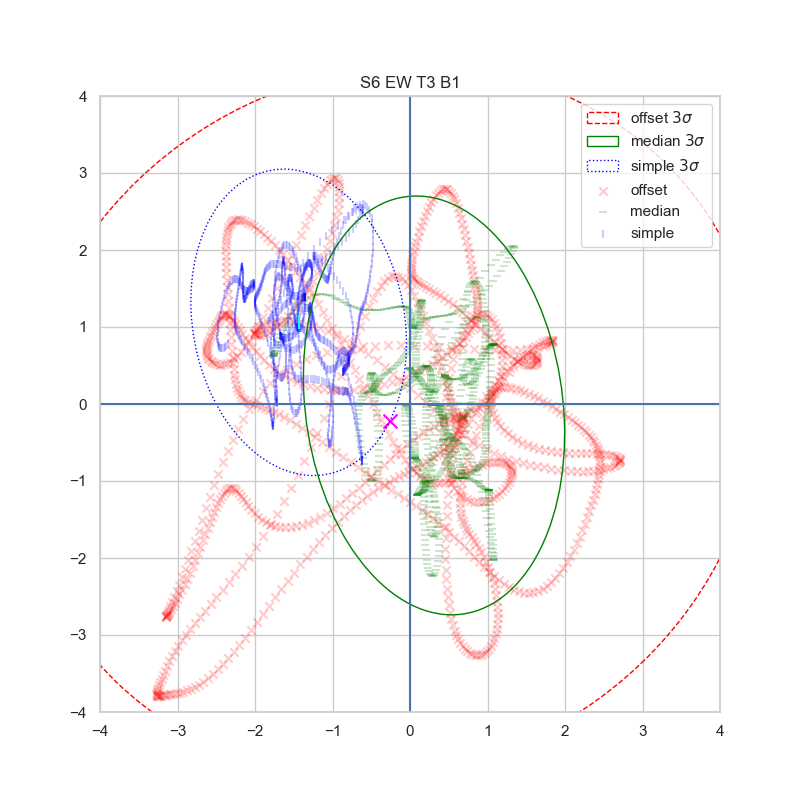 S6 EW T3 B1
offset 3σ
median 3σ
simple 3σ
offset
median
simple
4
3
2
1
0
−1
−2
−3
−4
−4 −3 −2 −1 0 1 2 3 4